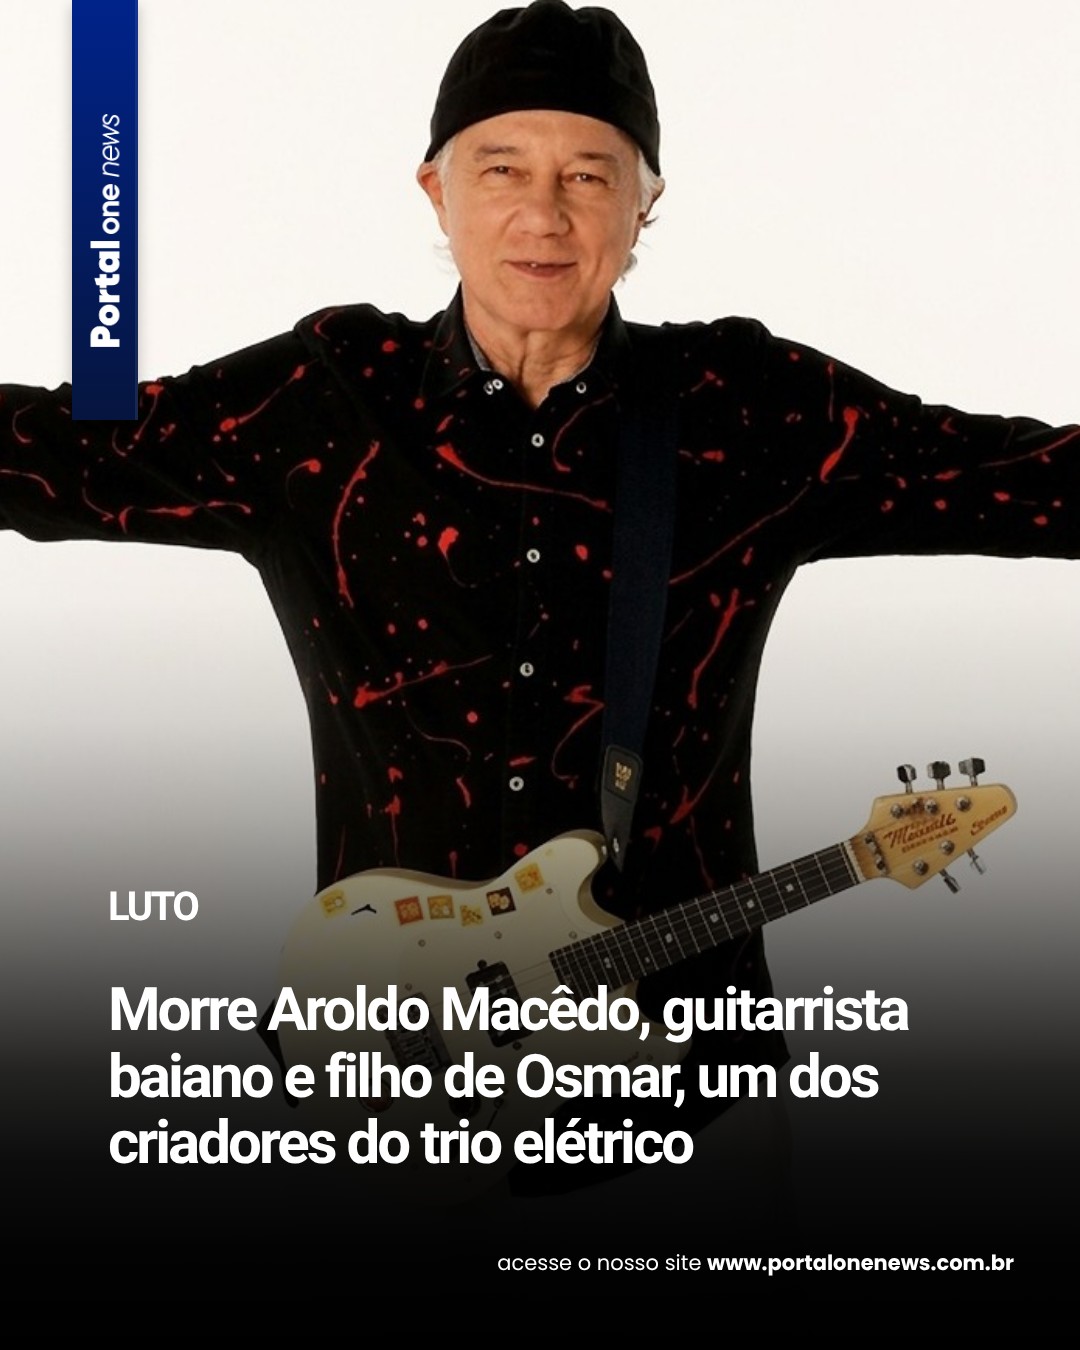 Portal one news
LUTO
Morre Aroldo Macêdo, guitarrista
baiano e filho de Osmar, um dos
criadores do trio elétrico
acesse o nosso site www.portalonenews.com.br